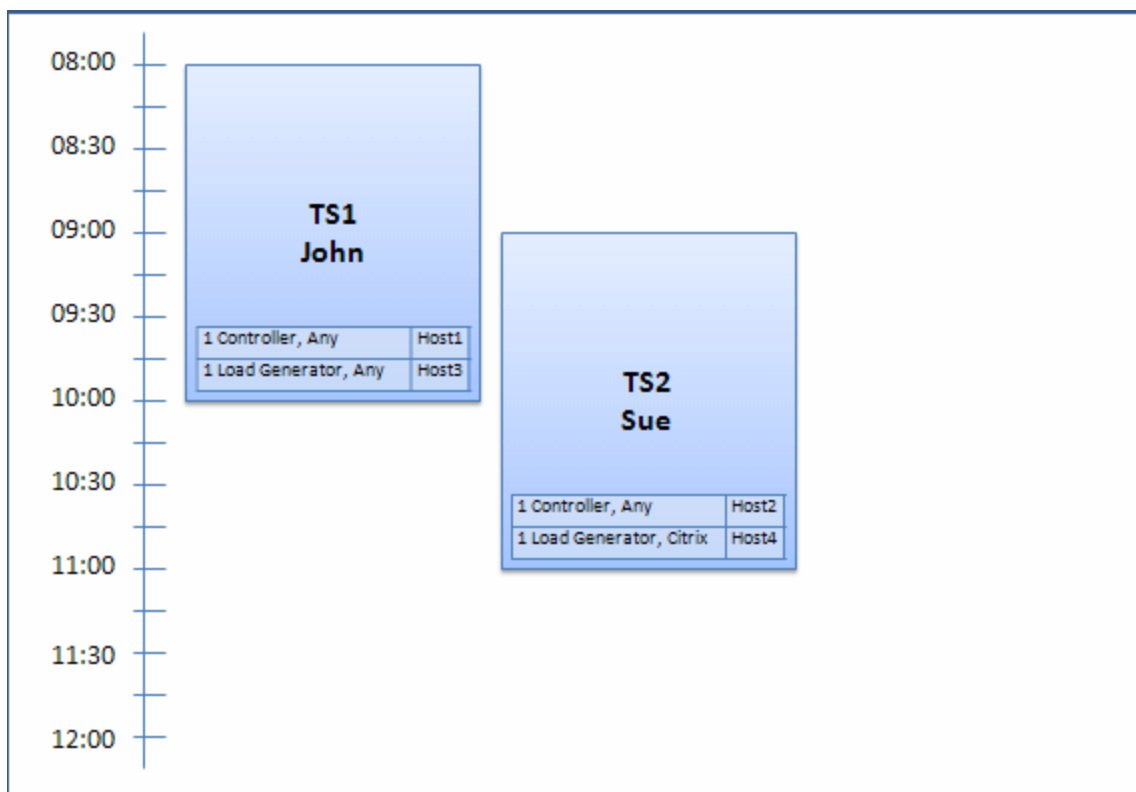 08:00
08:30
09:00
09:30
10:00
10:30
11:00
11:30
12:00
TS1
John
1 Controller, Any Host1
1 Load Generator, Any Host3
TS2
Sue
1 Controller, Any Host2
1 Load Generator, Citrix Host4